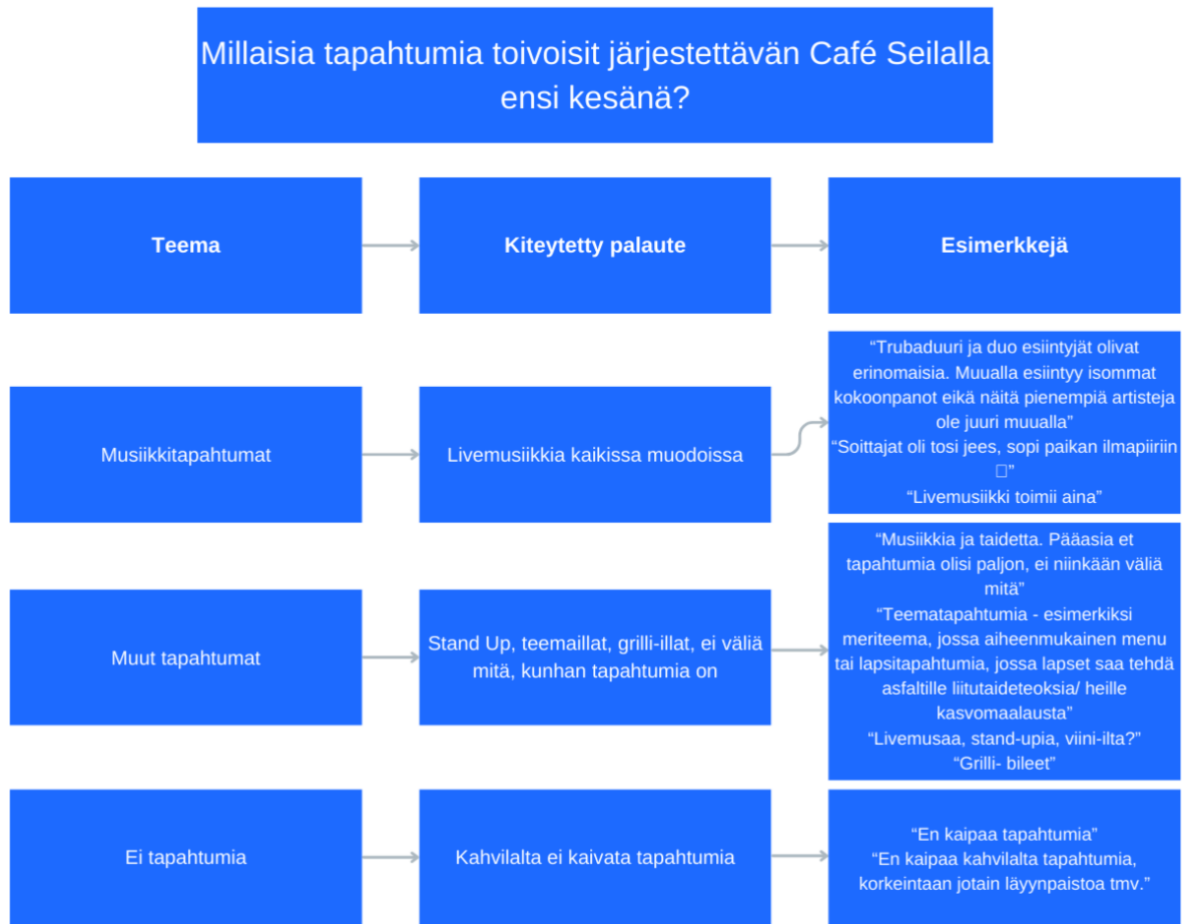 Millaisia tapahtumia toivoisit järjestettävän Café Seilalla
ensi kesänä?
Teema
Kiteytetty palaute
Esimerkkejä
Musiikkitapahtumat
Livemusiikkia kaikissa muodoissa
“Trubaduuri ja duo esiintyjät olivat
erinomaisia. Muualla esiintyy isommat
kokoonpanot eikä näitä pienempiä artisteja
ole juuri muualla”
“Soittajat oli tosi jees, sopi paikan ilmapiiriin
□”
“Livemusiikki toimii aina”
Muut tapahtumat
Stand Up, teemaillat, grilli-illat, ei väliä
mitä, kunhan tapahtumia on
“Musiikkia ja taidetta. Pääasia et
tapahtumia olisi paljon, ei niinkään väliä
mitä”
“Teematapahtumia - esimerkiksi
meriteema, jossa aiheenmukainen menu
tai lapsitapahtumia, jossa lapset saa tehdä
asfaltille liitutaideteoksia/ heille
kasvomaalausta”
“Livemusaa, stand-upia, viini-ilta?”
“Grilli- bileet”
Ei tapahtumia
Kahvilalta ei kaivata tapahtumia
“En kaipaa tapahtumia”
“En kaipaa kahvilalta tapahtumia,
korkeintaan jotain läyynpaistoa tmv.”